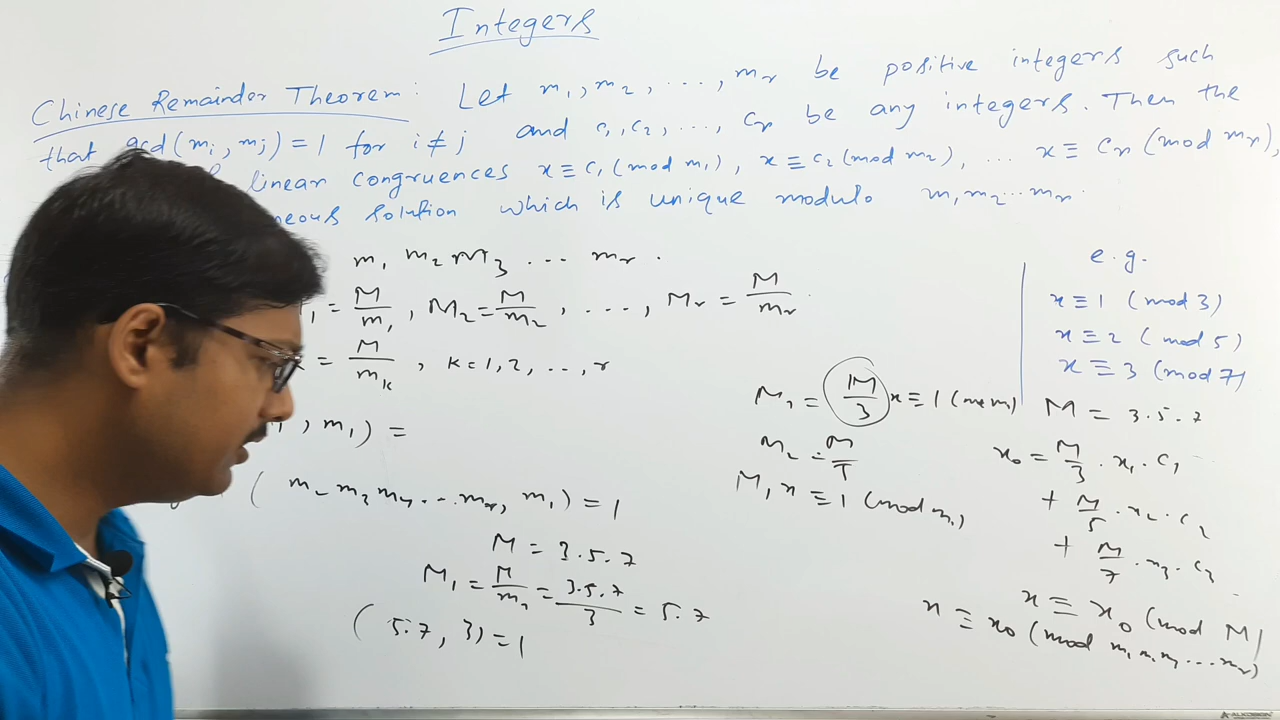 Integers
Chinese Remainder Theorem: Let m₁, m₂, ..., mᵣ be positive integers such
that gcd(mᵢ, mⱼ) = 1 for i ≠ j and c₁, c₂, ..., cᵣ be any integers. Then the
linear congruences x ≡ c₁ (mod m₁), x ≡ c₂ (mod m₂), ... x ≡ cᵣ (mod mᵣ),
solution which is unique modulo m₁m₂...mᵣ.
m₁ m₂ m₃ ... mᵣ.
= M/m₁, M₂ = M/m₂, ..., Mᵣ = M/mᵣ
= M/mₖ, k = 1, 2, ..., r
, m₁) =
(m₂ m₃ m₄ ... mᵣ, m₁) = 1
M = 3.5.7
M₁ = M/m₁ = 3.5.7/3 = 5.7
(5.7, 3) = 1
M₁ = M/3 x ≡ 1 (mod m₁)
M₂ = M/5
M₁ x ≡ 1 (mod m₁)
e.g.
x ≡ 1 (mod 3)
x ≡ 2 (mod 5)
x ≡ 3 (mod 7)
M = 3.5.7
x₀ = M/3 . x₁ . c₁
+ M/5 . x₂ . c₂
+ M/7 . x₃ . c₃
x ≡ x₀ (mod M)
x ≡ x₀ (mod m₁ m₂ m₃ ... mᵣ)